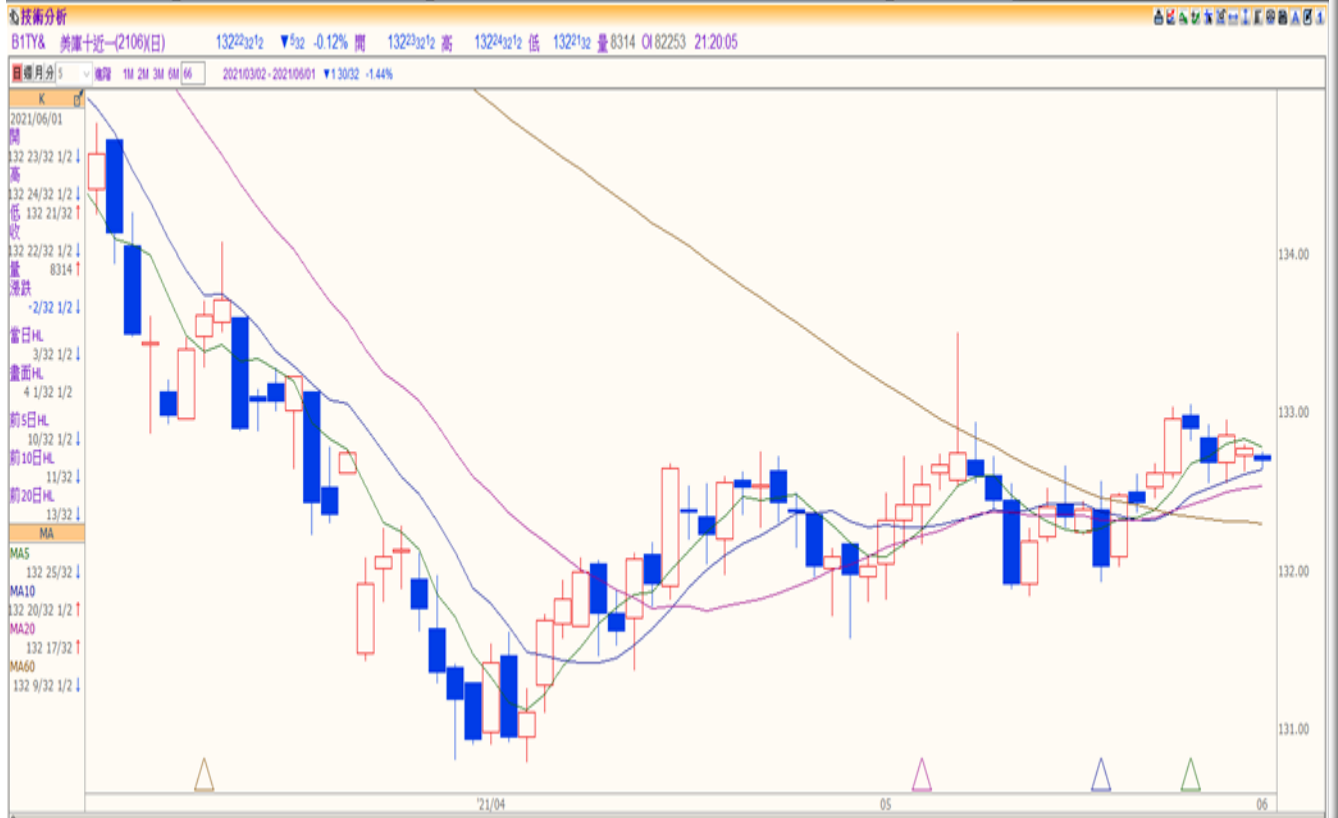 技術分析
B1TY& 美庫十近一(2106)(日) 132 22/32 1/2 ▼5/32 -0.12% 開 132 23/32 1/2 高 132 24/32 1/2 低 132 21/32 量 8314 OI 82253 21:20:05
日 週 月 分 5 進階 1M 2M 3M 6M 66 2021/03/02 - 2021/06/01 ▼1 30/32 -1.44%
K
2021/06/01
開
132 23/32 1/2↓
高
132 24/32 1/2↓
低 132 21/32↑
收
132 22/32 1/2↓
量 8314↑
漲跌
-2/32 1/2↓
當日HL
3/32 1/2↓
畫面HL
4 1/32 1/2
前5日HL
10/32 1/2↓
前10日HL
11/32↓
前20日HL
13/32↓
MA
MA5
132 25/32↓
MA10
132 20/32 1/2↑
MA20
132 17/32↑
MA60
132 9/32 1/2↓
134.00
133.00
132.00
131.00
'21/04 05 06